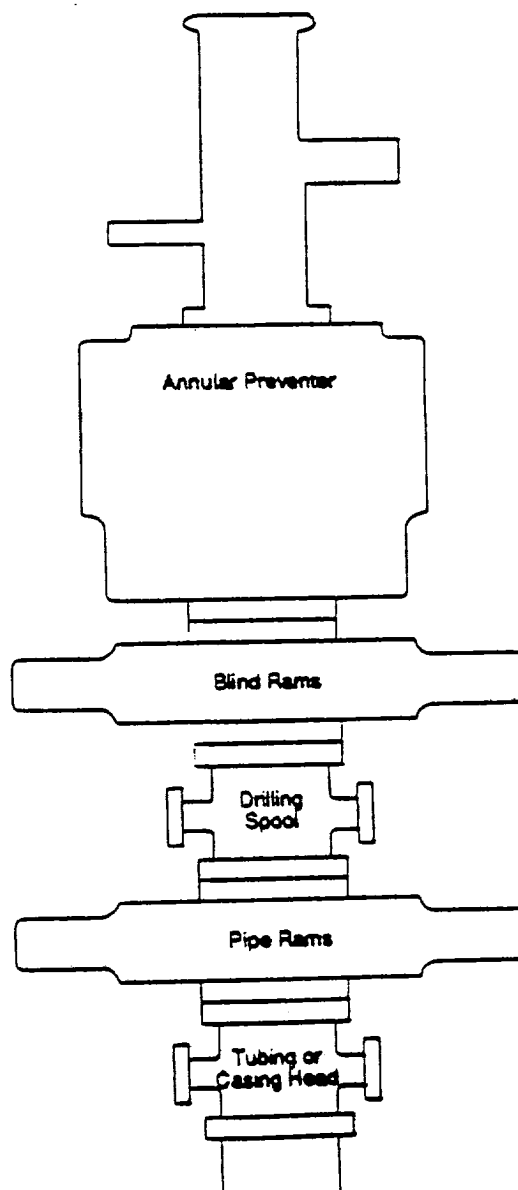 Annular Preventer
Blind Rams
Drilling
Spool
Pipe Rams
Tubing or
Casing Head